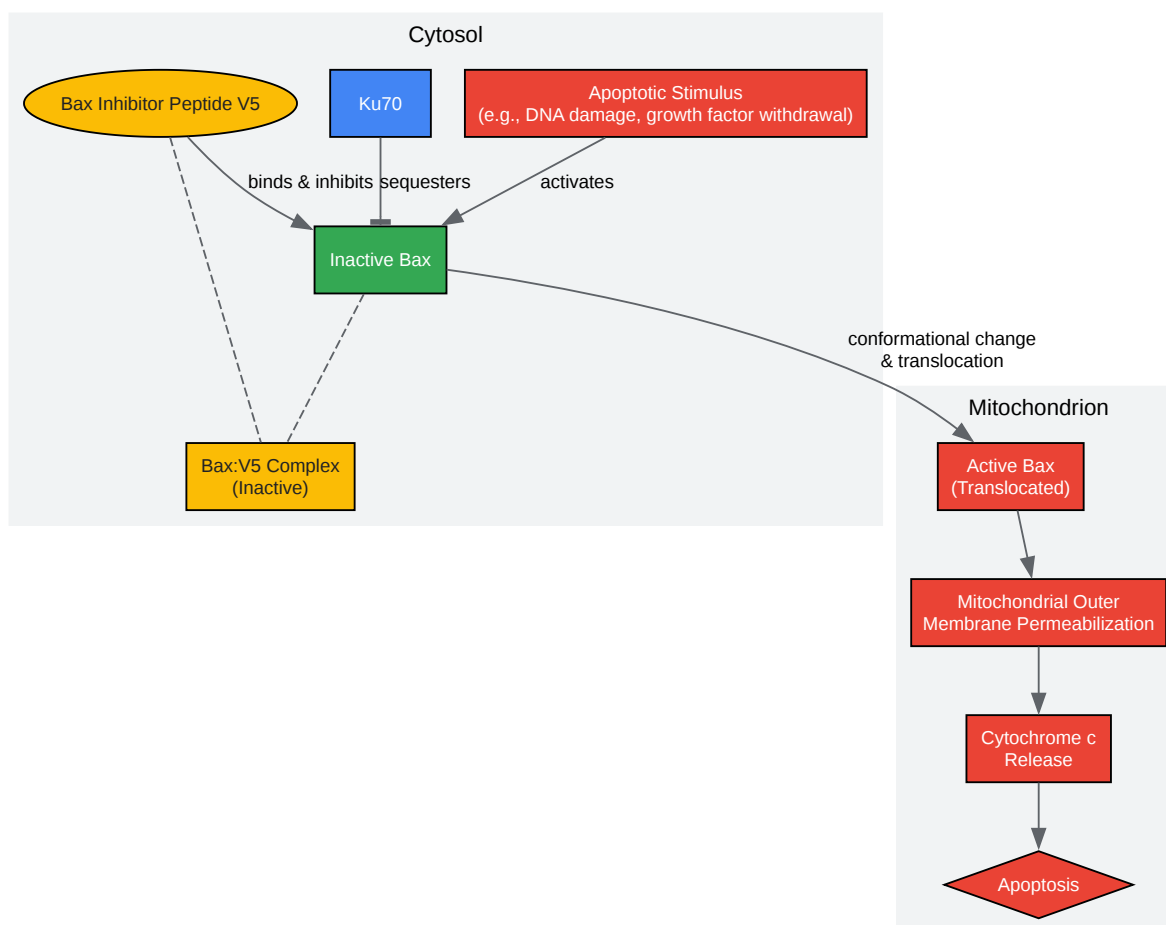 Cytosol
Bax Inhibitor Peptide V5
Ku70
Apoptotic Stimulus
(e.g., DNA damage, growth factor withdrawal)
binds & inhibits
sequesters
activates
Inactive Bax
conformational change
& translocation
Mitochondrion
Bax:V5 Complex
(Inactive)
Active Bax
(Translocated)
Mitochondrial Outer
Membrane Permeabilization
Cytochrome c
Release
Apoptosis